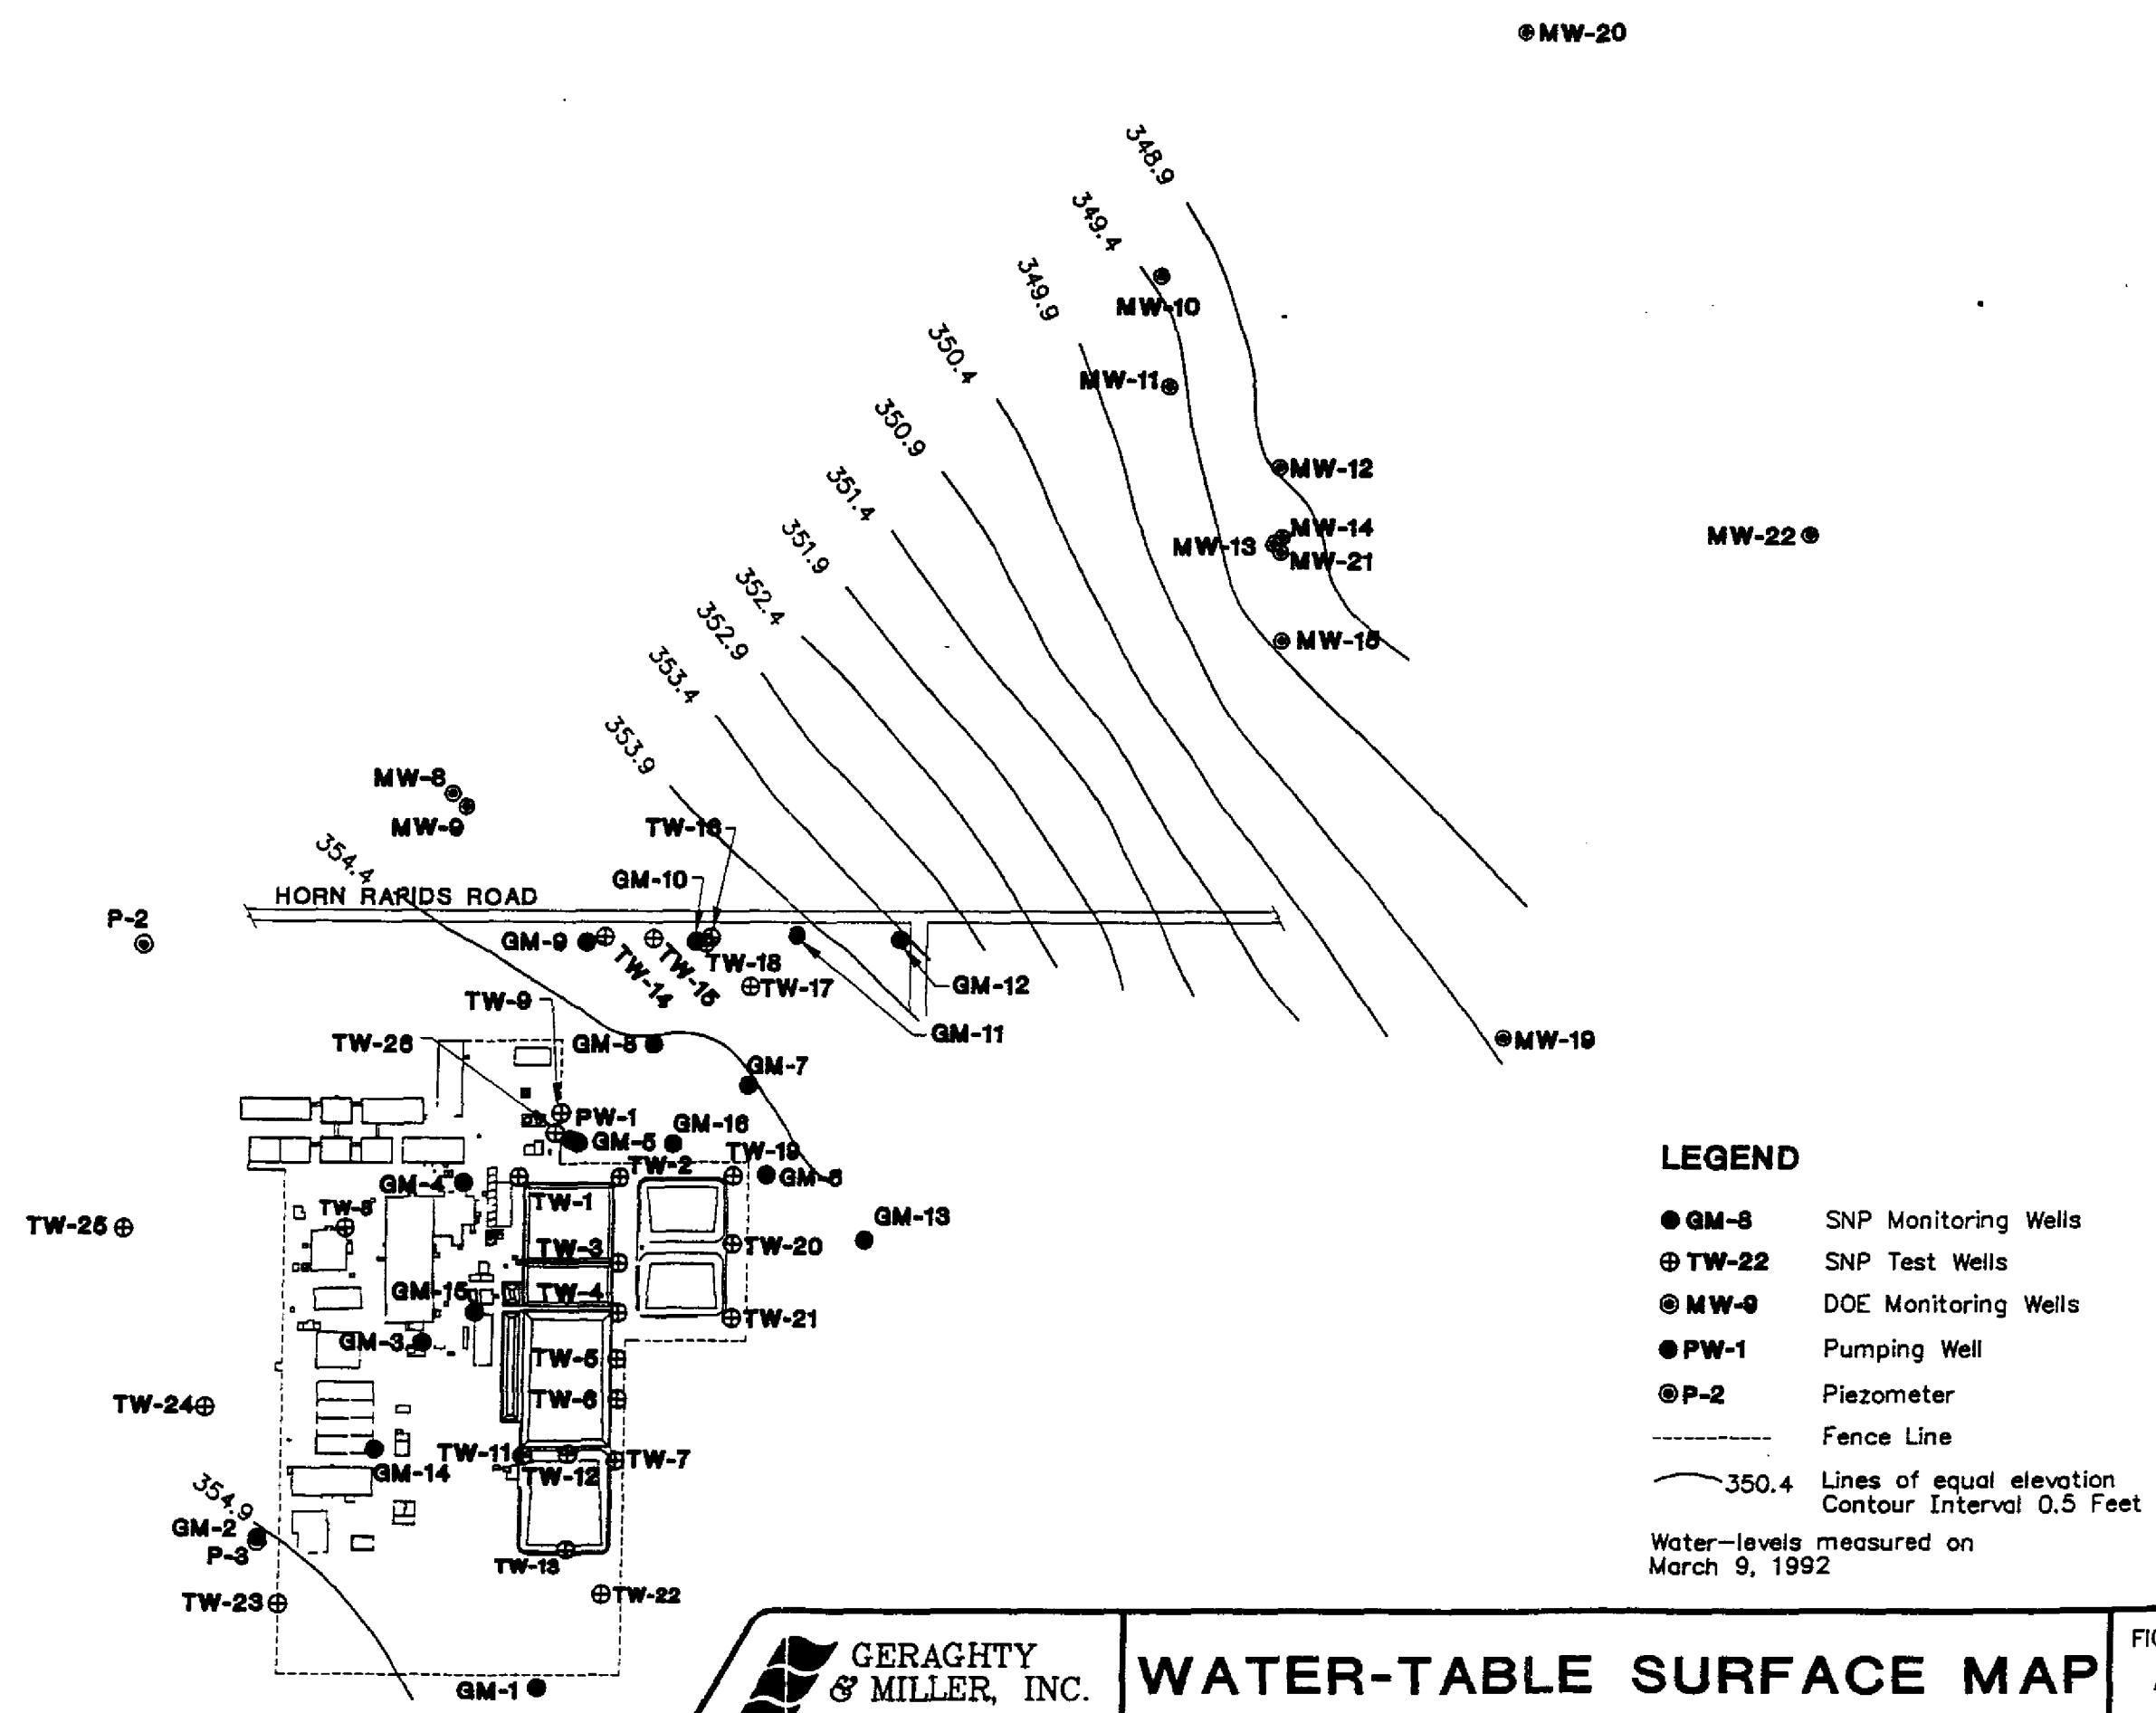 MW-20
348.9
349.4
349.9
MW-10
350.4
MW-11
350.9
351.4
MW-12
351.9
MW-14
MW-13
MW-21
MW-22
352.4
352.9
MW-15
353.4
353.9
MW-8
MW-9
TW-16
354.4
GM-10
HORN RAPIDS ROAD
P-2
GM-9
TW-14
TW-15
TW-18
TW-17
GM-12
TW-9
GM-11
TW-26
GM-8
MW-19
GM-7
PW-1
GM-5
GM-16
TW-19
TW-2
GM-6
GM-4
TW-1
TW-8
TW-25
GM-13
TW-3
TW-20
GM-15
TW-4
TW-21
GM-3
TW-5
TW-6
TW-24
TW-11
TW-12
TW-7
GM-14
354.9
GM-2
P-3
TW-13
TW-23
TW-22
GM-1
LEGEND
GM-8 SNP Monitoring Wells
TW-22 SNP Test Wells
MW-9 DOE Monitoring Wells
PW-1 Pumping Well
P-2 Piezometer
Fence Line
350.4 Lines of equal elevation
Contour Interval 0.5 Feet
Water-levels measured on
March 9, 1992
GERAGHTY
& MILLER, INC.
WATER-TABLE SURFACE MAP